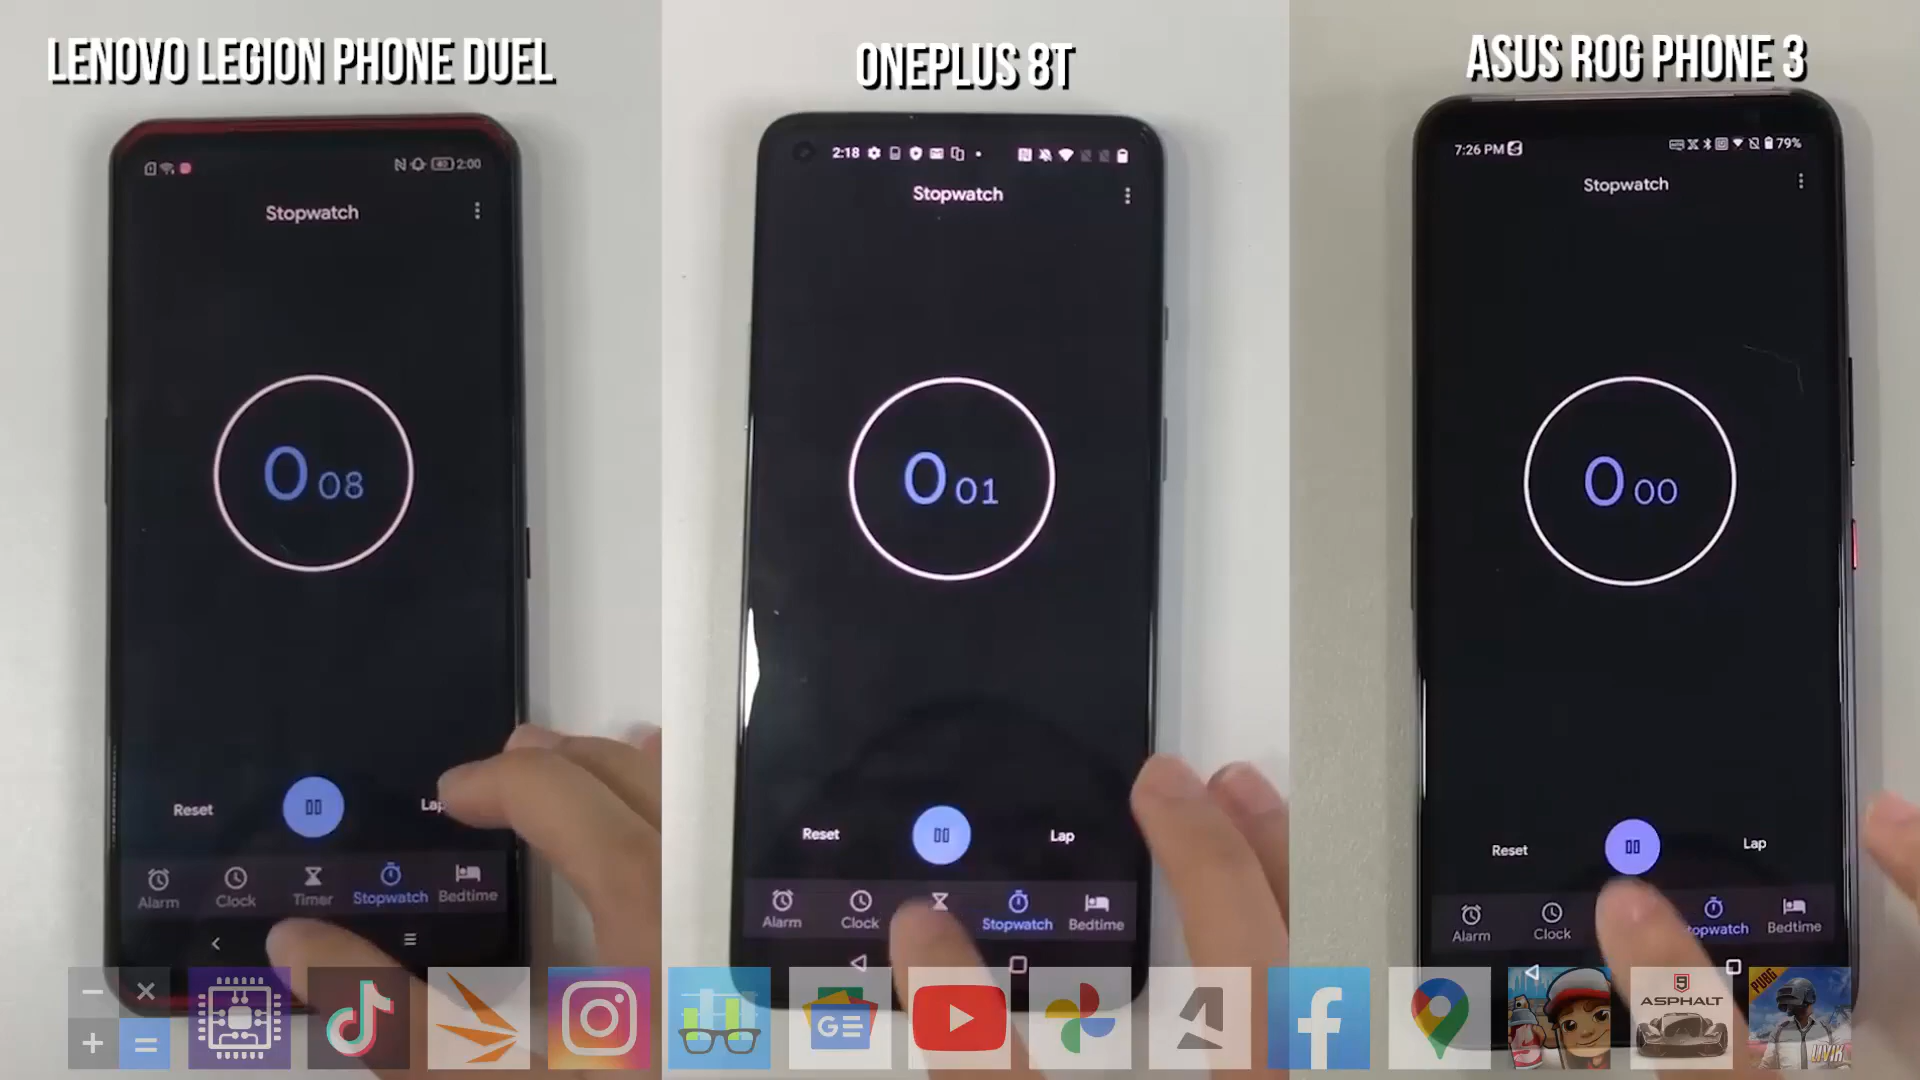 LENOVO LEGION PHONE DUEL
2:00
Stopwatch
0 08
Reset
Lap
Alarm
Clock
Timer
Stopwatch
Bedtime
ONEPLUS 8T
2:18
Stopwatch
0 01
Reset
Lap
Alarm
Clock
Stopwatch
Bedtime
ASUS ROG PHONE 3
7:26 PM
79%
Stopwatch
0 00
Reset
Lap
Alarm
Clock
topwatch
Bedtime
GE
9
ASPHALT
PUBG
LIVIK